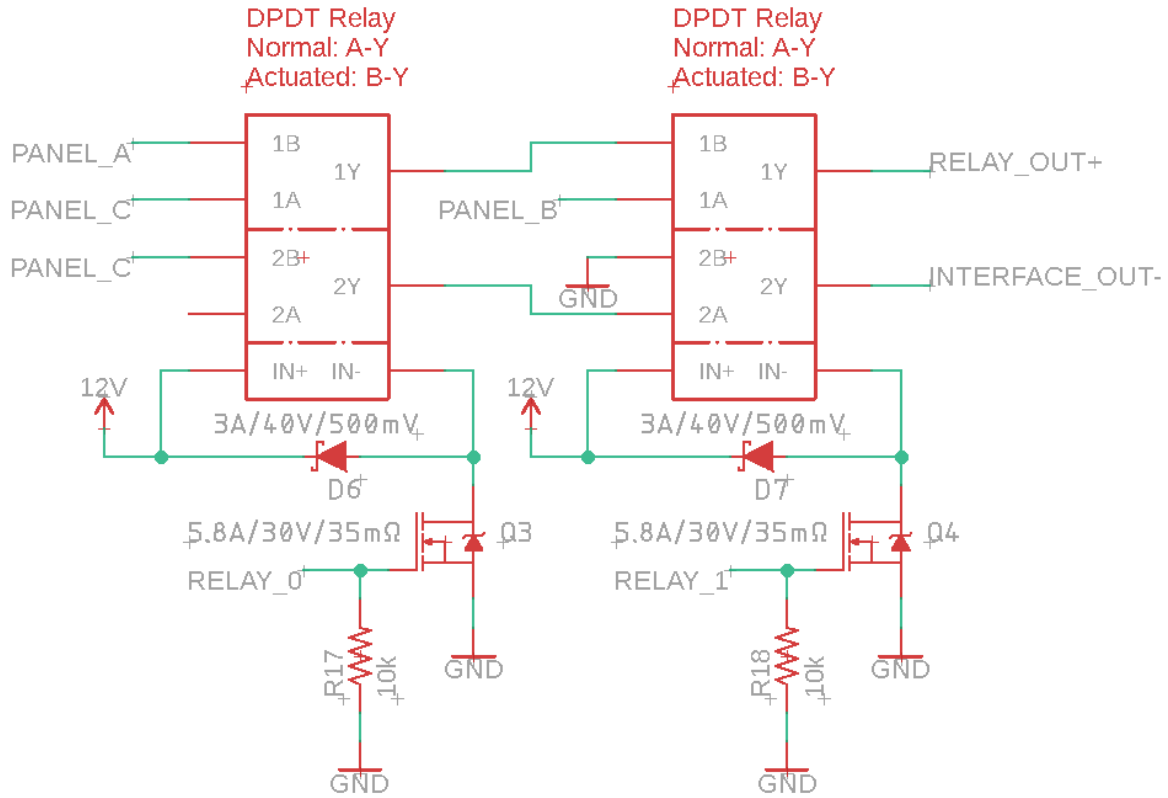 DPDT Relay
Normal: A-Y
Actuated: B-Y
DPDT Relay
Normal: A-Y
Actuated: B-Y
PANEL_A
1B
1Y
PANEL_C
1A
PANEL_C
2B
2Y
2A
IN+ IN-
1B
1Y
RELAY_OUT+
PANEL_B
1A
2B
GND
2Y
INTERFACE_OUT-
2A
IN+ IN-
12V
3A/40V/500mV
D6
5.8A/30V/35mΩ
Q3
RELAY_0
R17
10k
GND
GND
12V
3A/40V/500mV
D7
5.8A/30V/35mΩ
Q4
RELAY_1
R18
10k
GND
GND